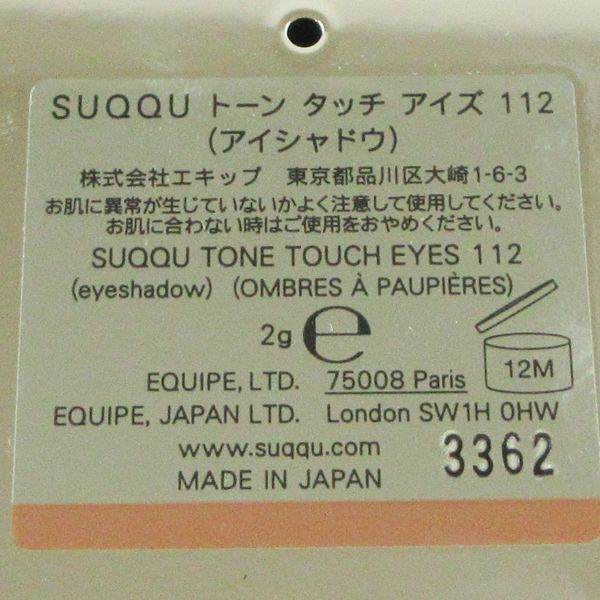 SUQQU トーン タッチ アイズ 112
（アイシャドウ）
株式会社エキップ 東京都品川区大崎1-6-3
お肌に異常が生じていないかよく注意して使用してください。
お肌に合わない時はご使用をおやめください。
SUQQU TONE TOUCH EYES 112
(eyeshadow) (OMBRES À PAUPIÈRES)
2g ℮
12M
EQUIPE, LTD. 75008 Paris
EQUIPE, JAPAN LTD. London SW1H 0HW
www.suqqu.com
3362
MADE IN JAPAN